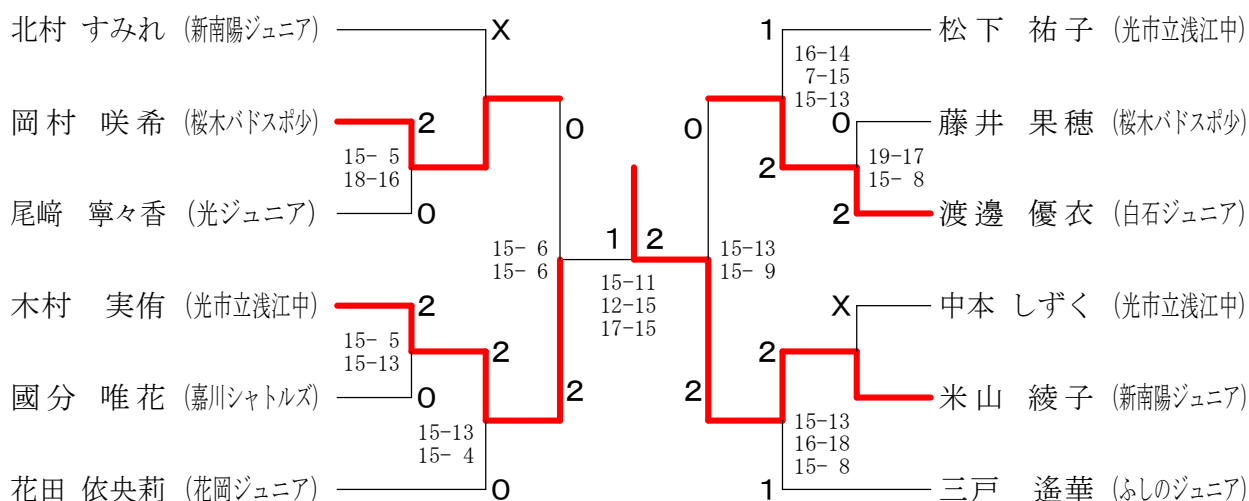 北村 すみれ (新南陽ジュニア)
X
岡村 咲希 (桜木バドスポ少)
2
15- 5
18-16
0
尾﨑 寧々香 (光ジュニア)
0
15- 6
15- 6
木村 実侑 (光市立浅江中)
2
15- 5
15-13
2
國分 唯花 (嘉川シャトルズ)
0
2
15-13
15- 4
花田 依央莉 (花岡ジュニア)
0
1 2
15-11
12-15
17-15
1
松下 祐子 (光市立浅江中)
16-14
7-15
15-13
0
0
藤井 果穂 (桜木バドスポ少)
19-17
15- 8
2
2
渡邊 優衣 (白石ジュニア)
15-13
15- 9
X
中本 しずく (光市立浅江中)
2
2
米山 綾子 (新南陽ジュニア)
15-13
16-18
15- 8
1
三戸 遙華 (ふしのジュニア)